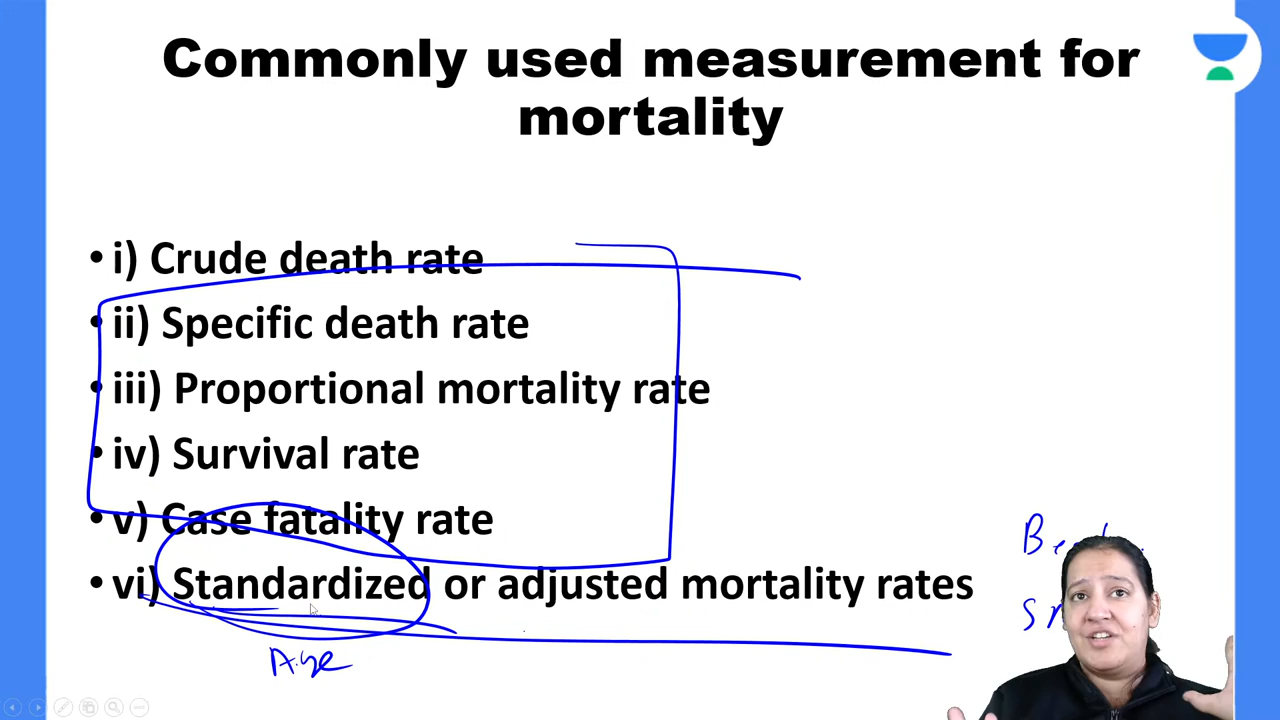 Commonly used measurement for
mortality
• i) Crude death rate
• ii) Specific death rate
• iii) Proportional mortality rate
• iv) Survival rate
• v) Case fatality rate
• vi) Standardized or adjusted mortality rates
Age